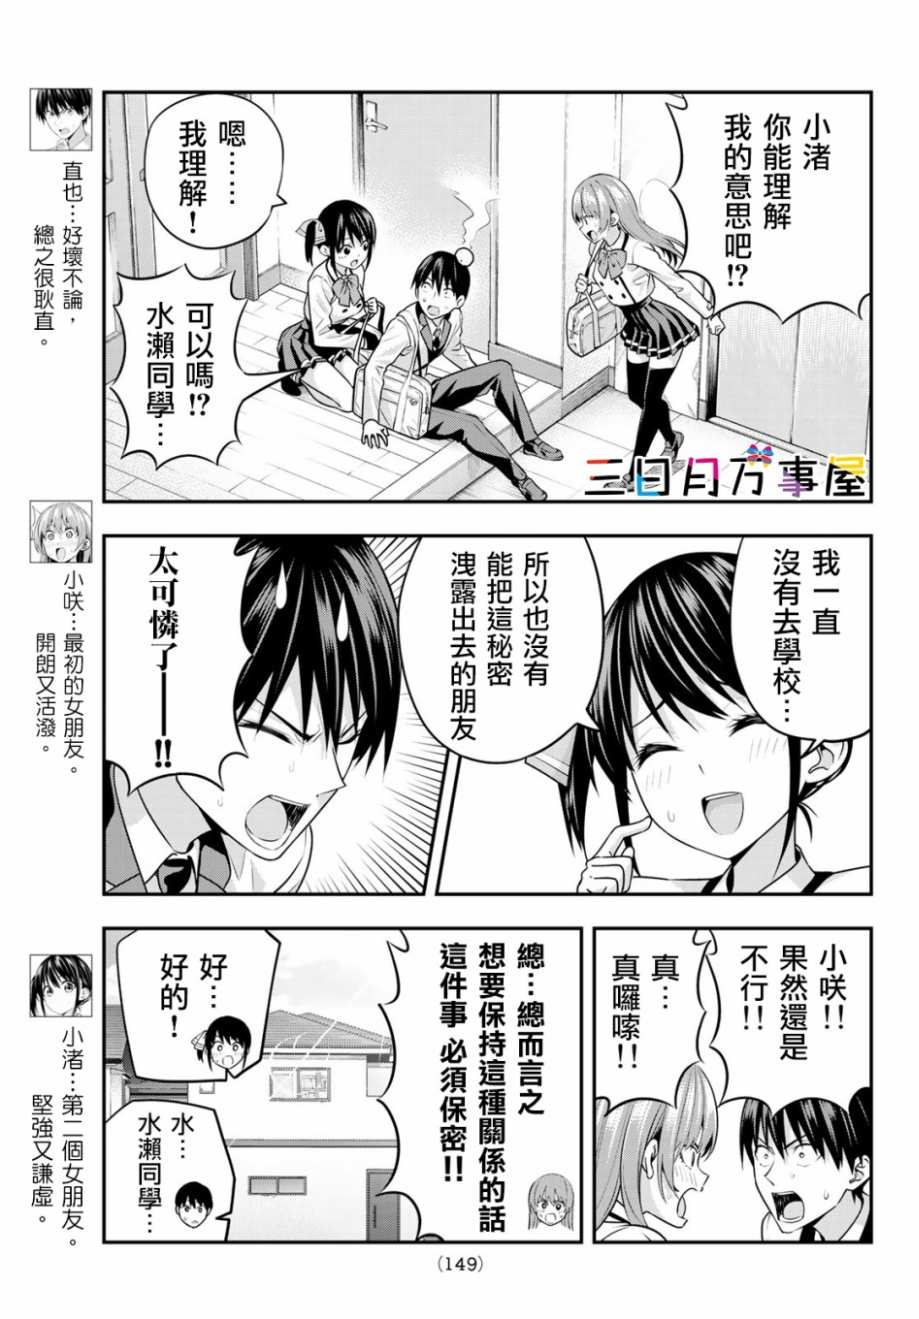 小渚
你能理解
我的意思吧!?
嗯……
我理解！
可以嗎!?
水瀨同學…
三日月万事屋
我一直
沒有去學校…
所以也沒有
能把這秘密
洩露出去的朋友
太可憐了——!!
小咲!!
果然還是
不行!!
真…
真囉嗦!!
總…總而言之
想要保持這種關係的話
這件事 必須保密!!
好…
好的！
水…
水瀨同學…
直也…好壞不論，
總之很耿直。
小咲…最初的女朋友。
開朗又活潑。
小渚…第二個女朋友。
堅強又謙虛。
(149)